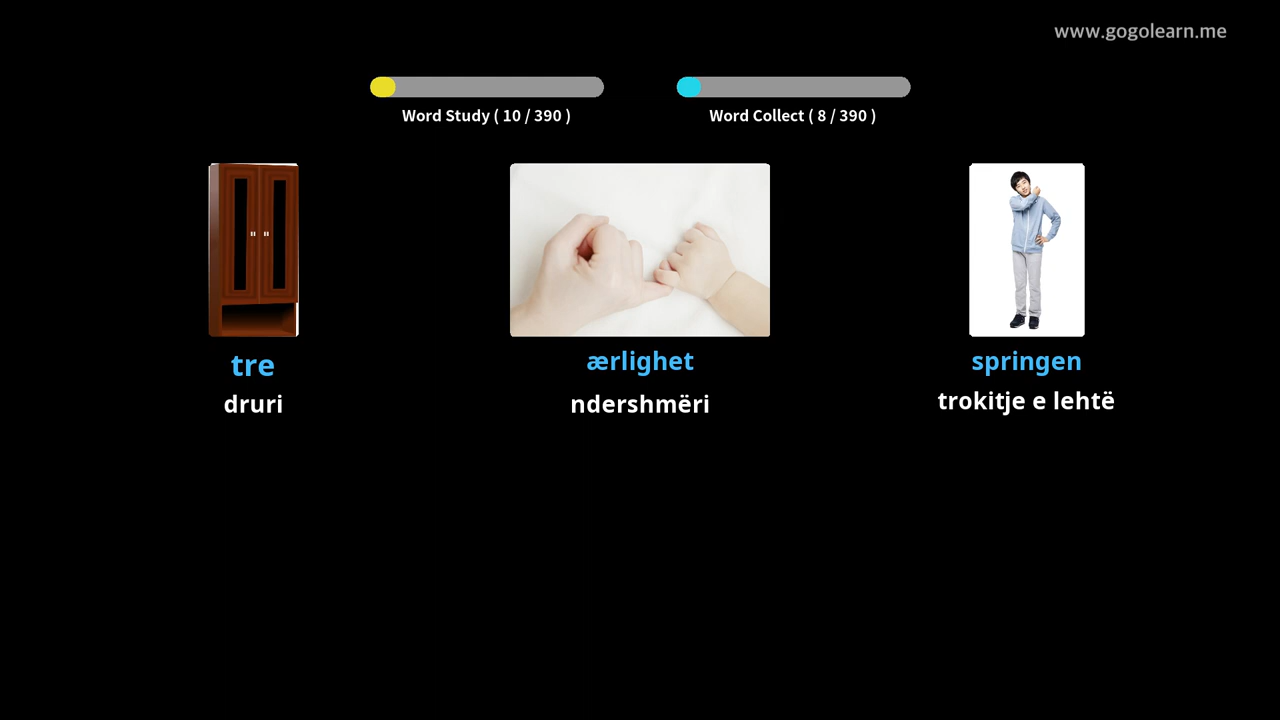 www.gogolearn.me
Word Study ( 10 / 390 )
Word Collect ( 8 / 390 )
tre
ærlighet
springen
druri
ndershmëri
trokitje e lehtë